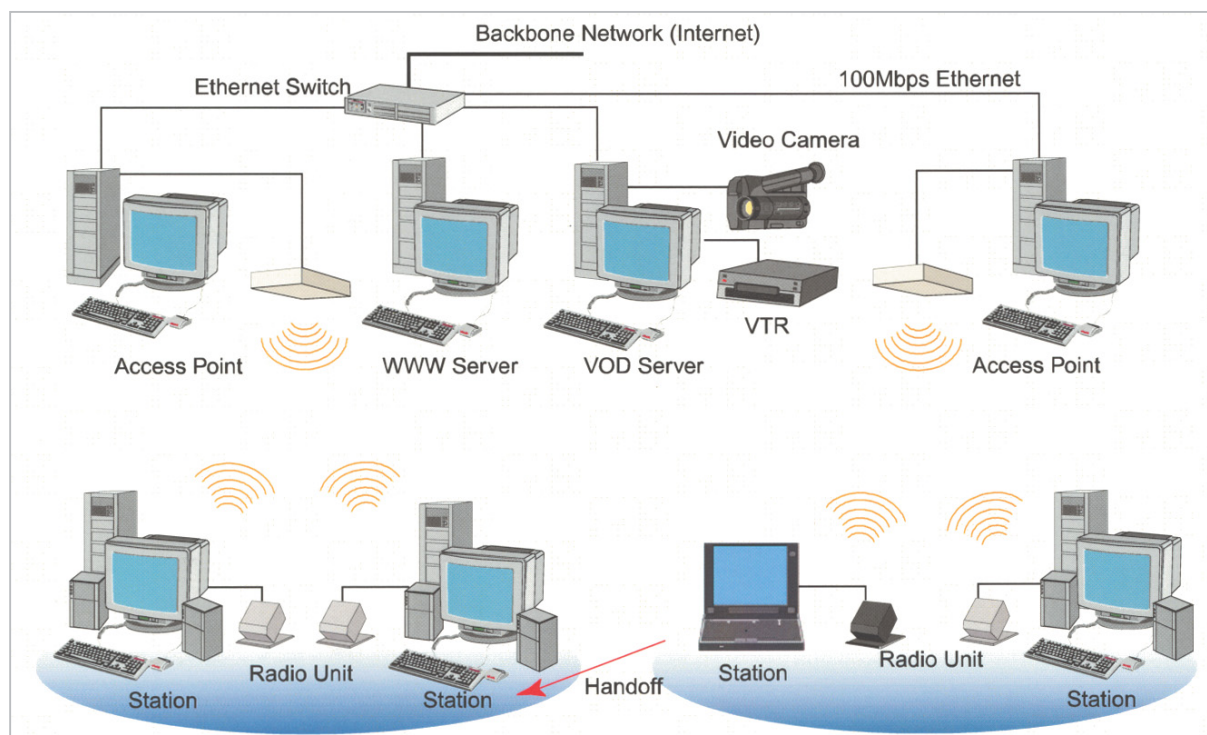 Backbone Network (Internet)
Ethernet Switch
100Mbps Ethernet
Video Camera
VTR
Access Point
WWW Server
VOD Server
Access Point
Radio Unit
Station
Station
Handoff
Station
Radio Unit
Station